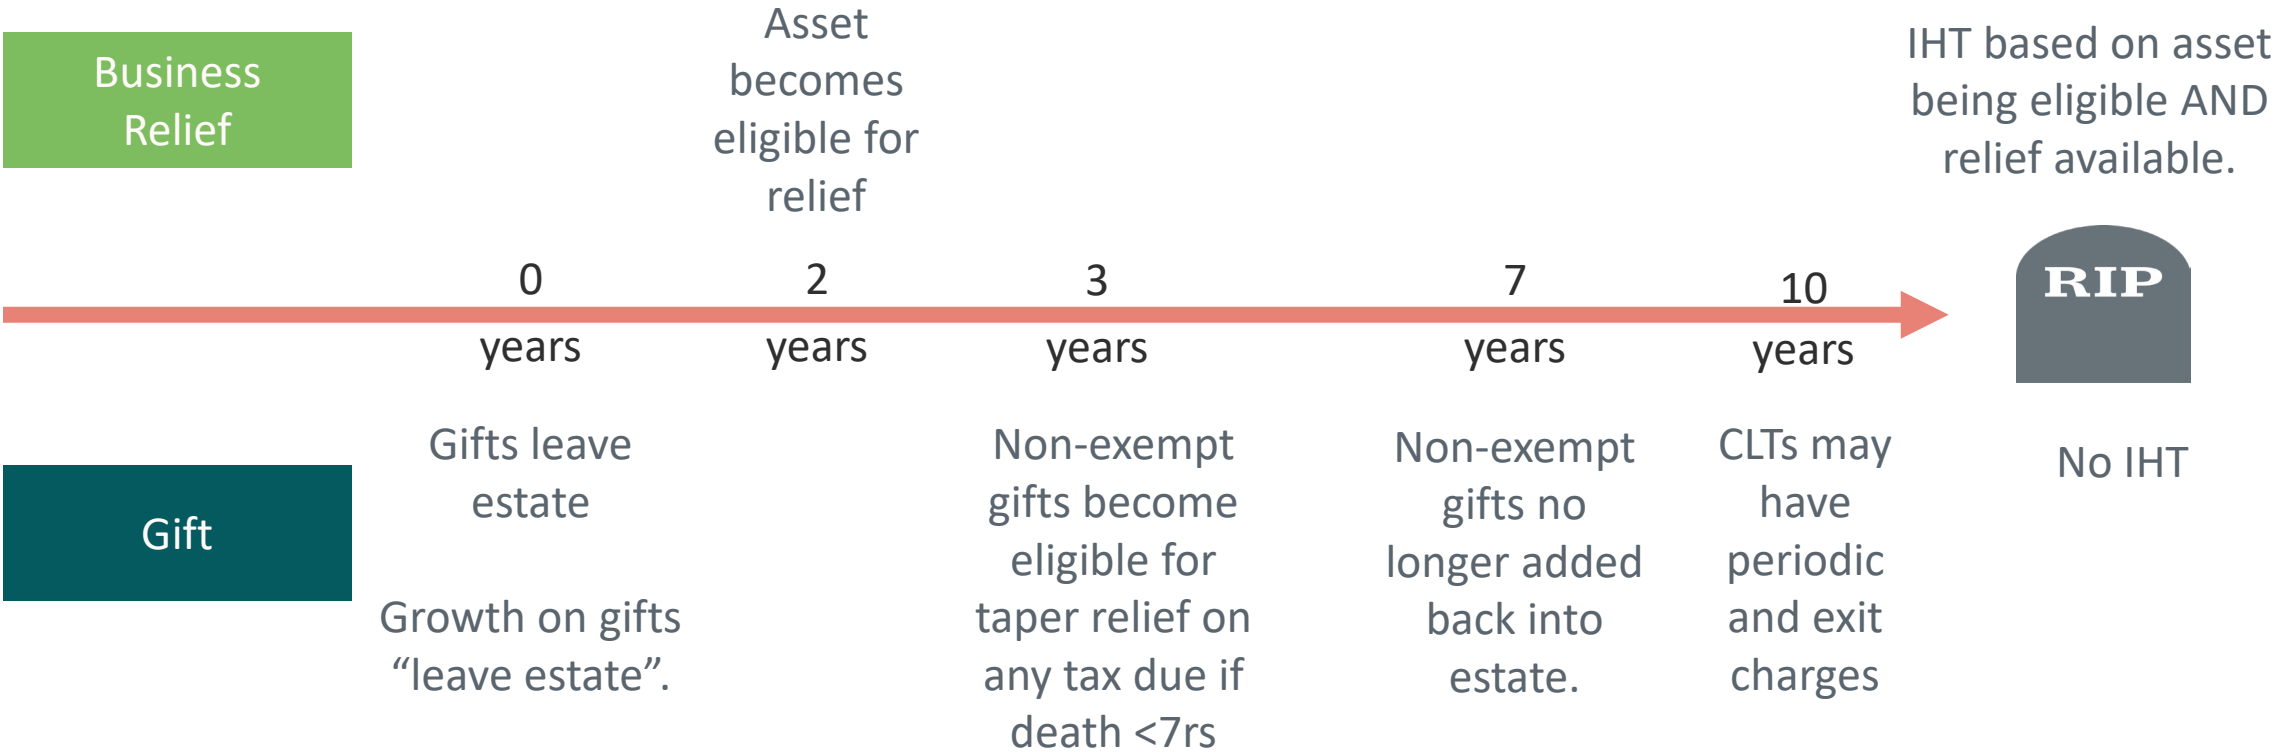 Business
Relief
Asset
becomes
eligible for
relief
IHT based on asset
being eligible AND
relief available.
0
years
2
years
3
years
7
years
10
years
RIP
Gift
Gifts leave
estate
Growth on gifts
“leave estate”.
Non-exempt
gifts become
eligible for
taper relief on
any tax due if
death <7rs
Non-exempt
gifts no
longer added
back into
estate.
CLTs may
have
periodic
and exit
charges
No IHT